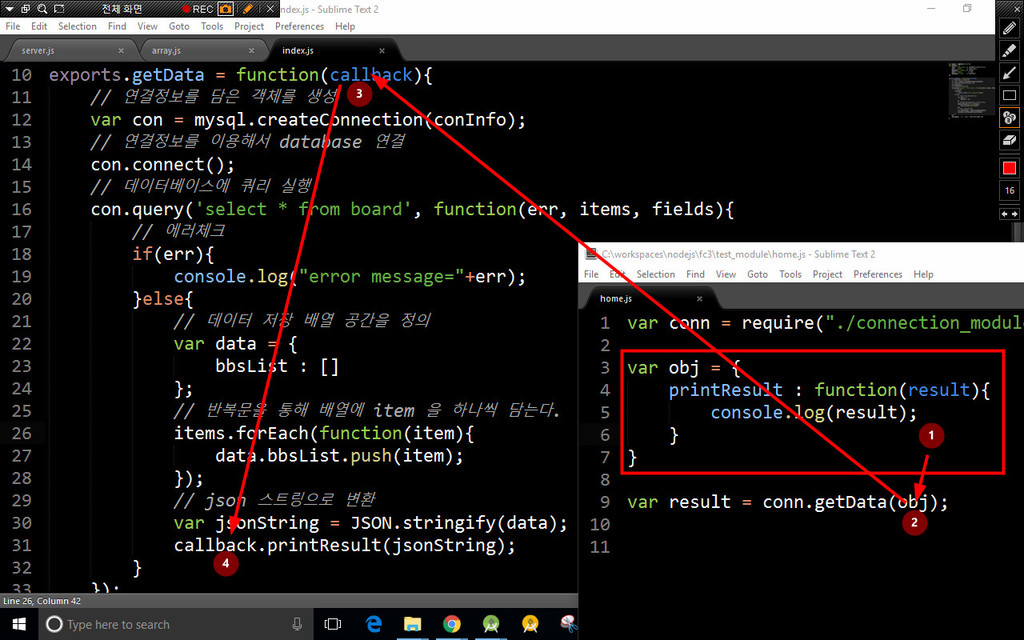 전체 화면
REC
ndex.js - Sublime Text 2
File Edit Selection Find View Goto Tools Project Preferences Help
server.js
array.js
index.js
10 exports.getData = function(callback){
11 // 연결정보를 담은 객체를 생성
12 var con = mysql.createConnection(conInfo);
13 // 연결정보를 이용해서 database 연결
14 con.connect();
15 // 데이터베이스에 쿼리 실행
16 con.query('select * from board', function(err, items, fields){
17 // 에러체크
18 if(err){
19 console.log("error message="+err);
20 }else{
21 // 데이터 저장 배열 공간을 정의
22 var data = {
23 bbsList : []
24 };
25 // 반복문을 통해 배열에 item 을 하나씩 담는다.
26 items.forEach(function(item){
27 data.bbsList.push(item);
28 });
29 // json 스트링으로 변환
30 var jsonString = JSON.stringify(data);
31 callback.printResult(jsonString);
32 }
33 });
3
4
Line 26, Column 42
16
C:\workspaces\nodejs\fc3\test_module\home.js - Sublime Text 2
File Edit Selection Find View Goto Tools Project Preferences Help
home.js
1 var conn = require("./connection_modul
2
3 var obj = {
4 printResult : function(result){
5 console.log(result);
6 }
7 }
8
9 var result = conn.getData(obj);
10
11
1
2
Type here to search